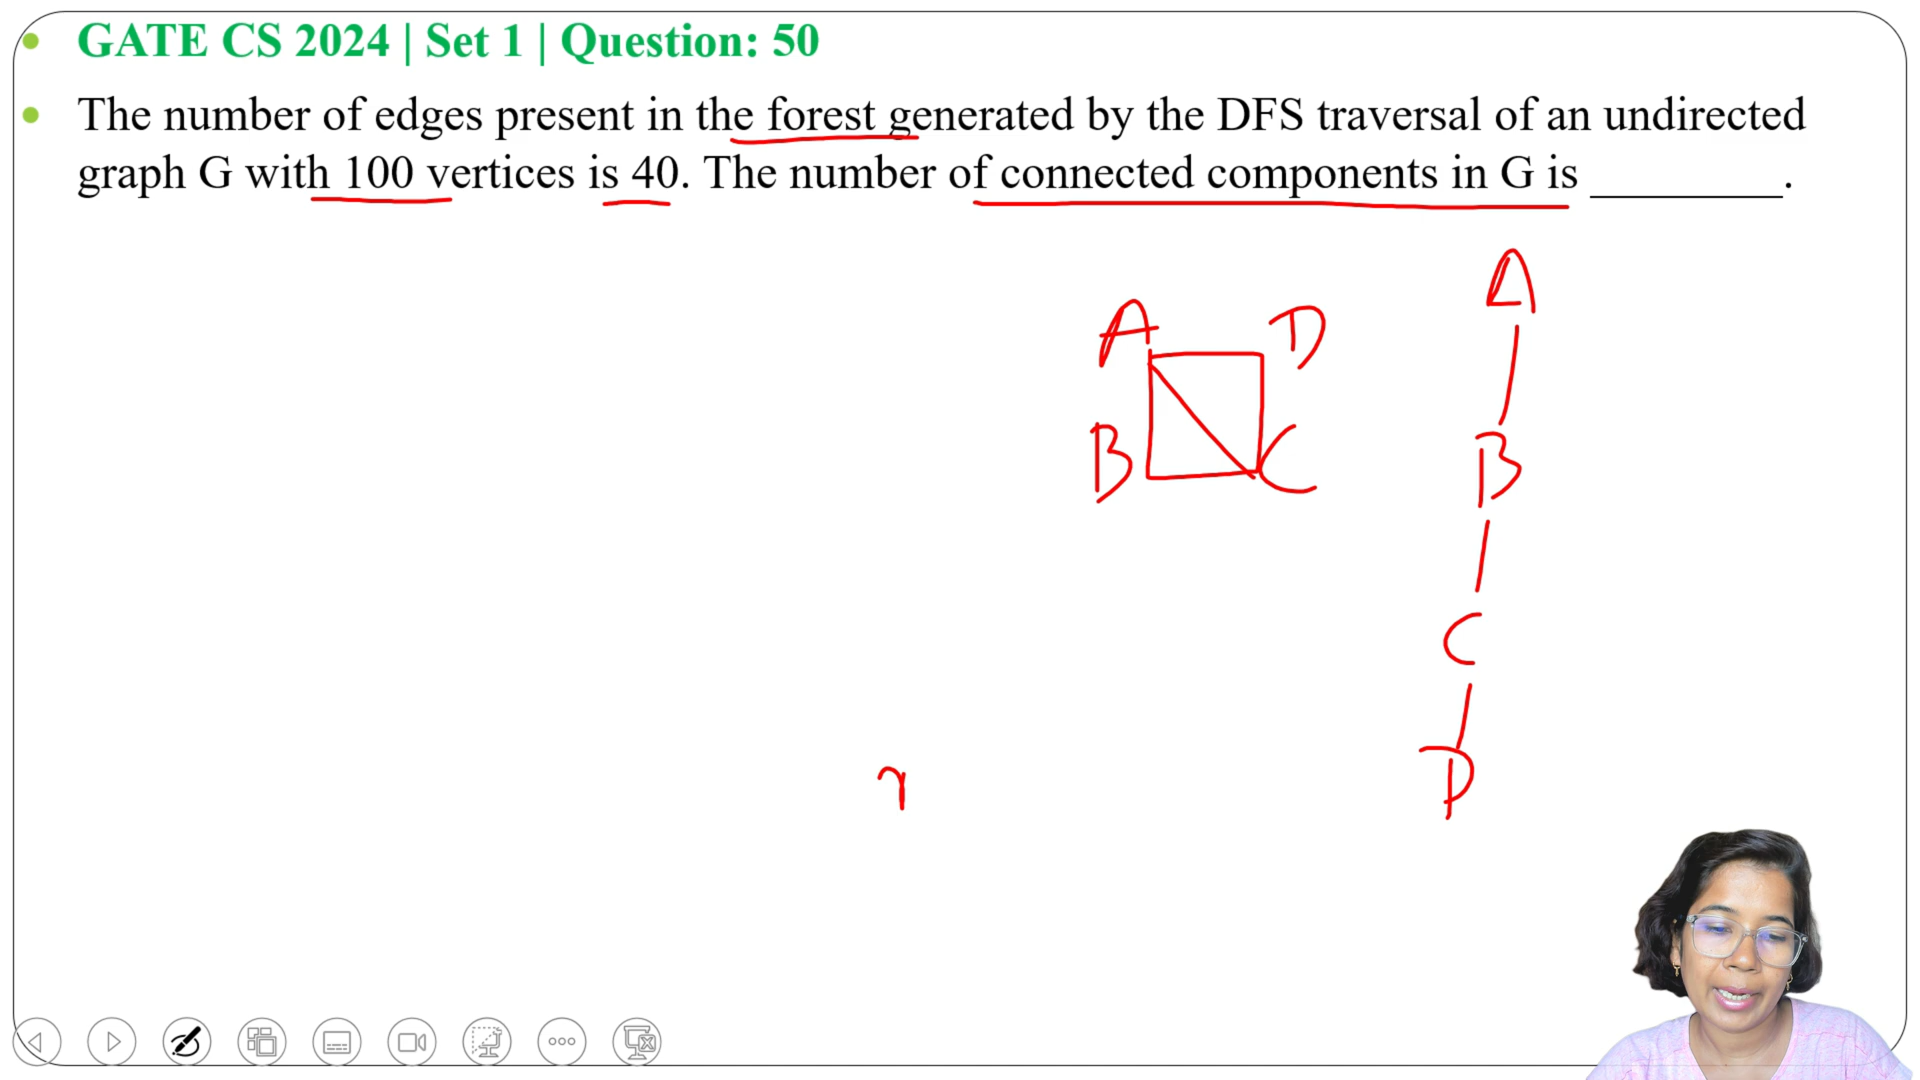 GATE CS 2024 | Set 1 | Question: 50
The number of edges present in the forest generated by the DFS traversal of an undirected
graph G with 100 vertices is 40. The number of connected components in G is __________.
A D
B C
A
B
C
D